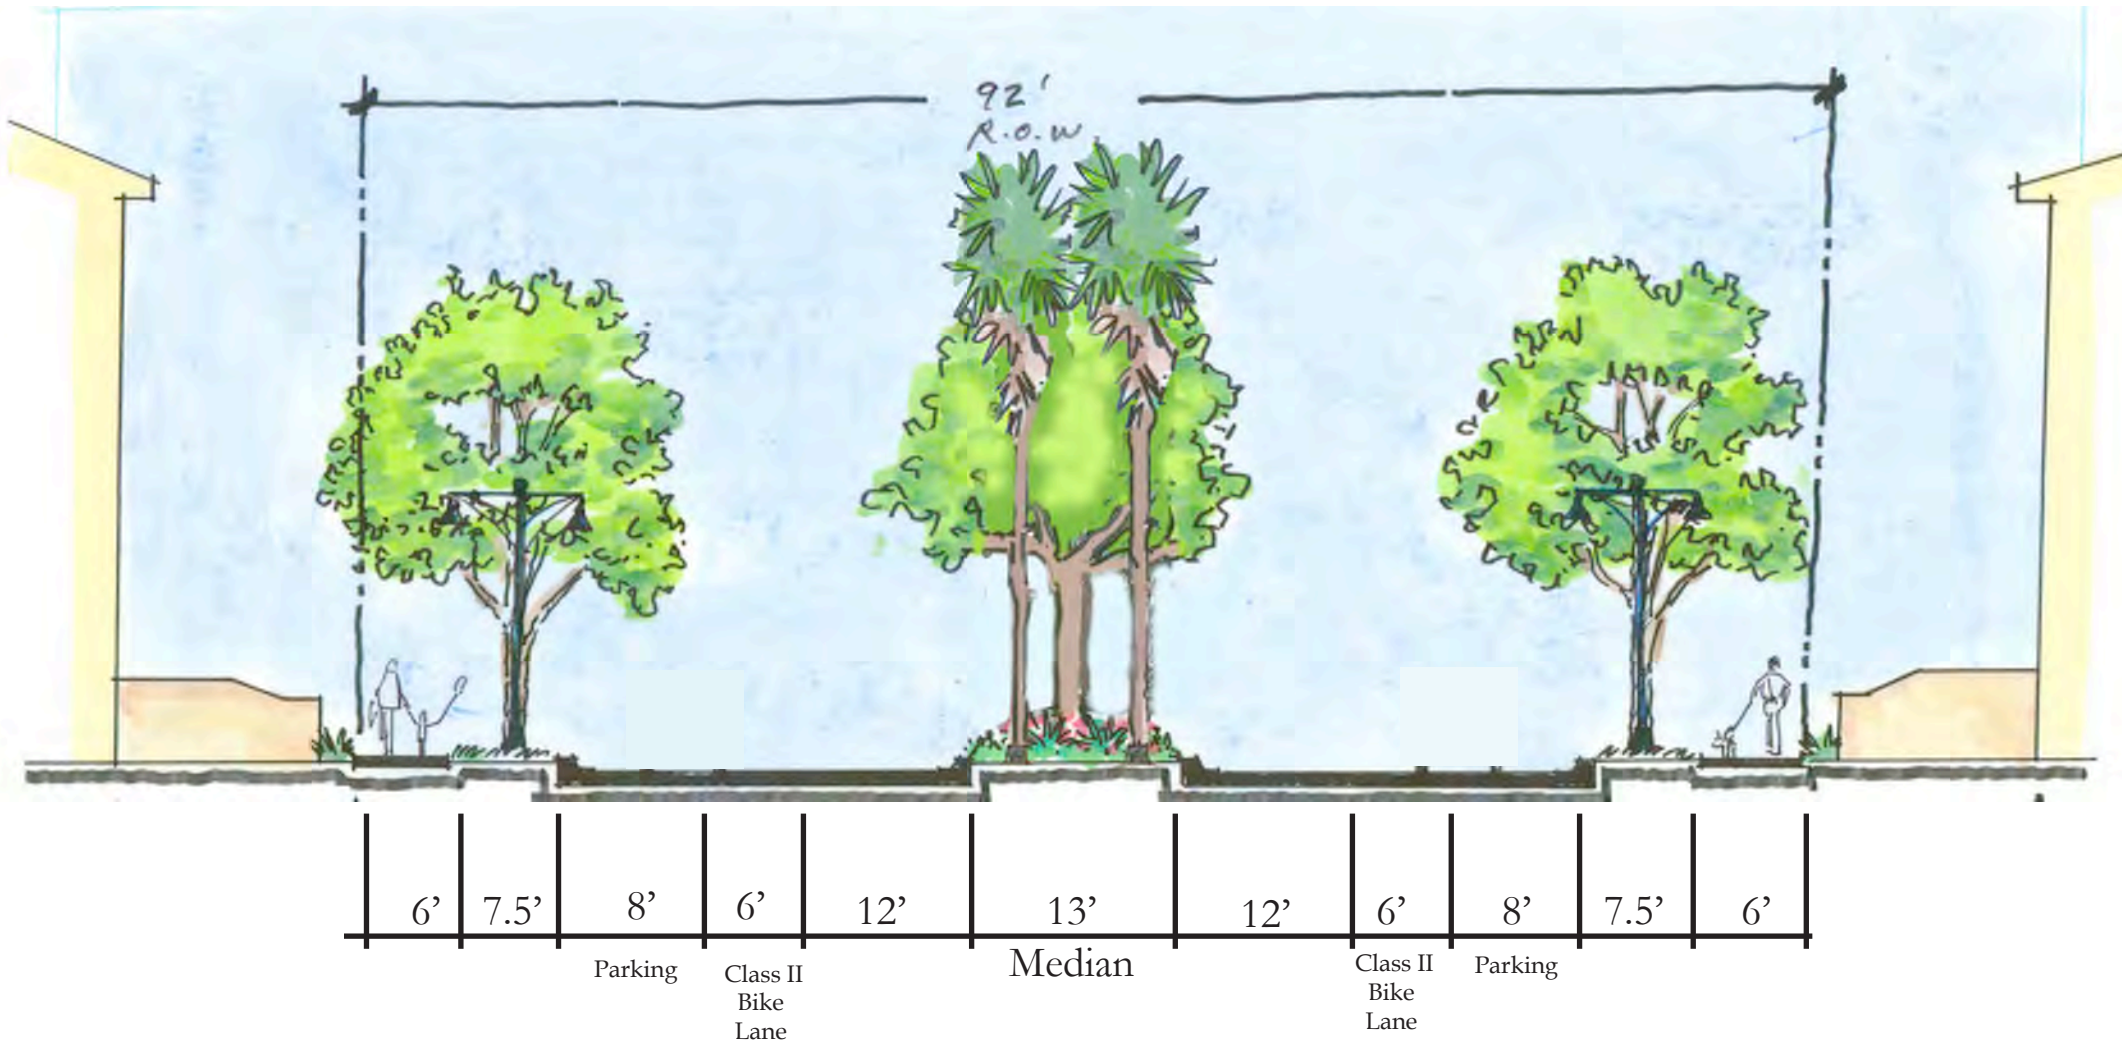 92'
R.O.W.
6’ 7.5’ 8’ 6’ 12’ 13’ 12’ 6’ 8’ 7.5’ 6’
Parking
Class II
Bike
Lane
Median
Class II
Bike
Lane
Parking